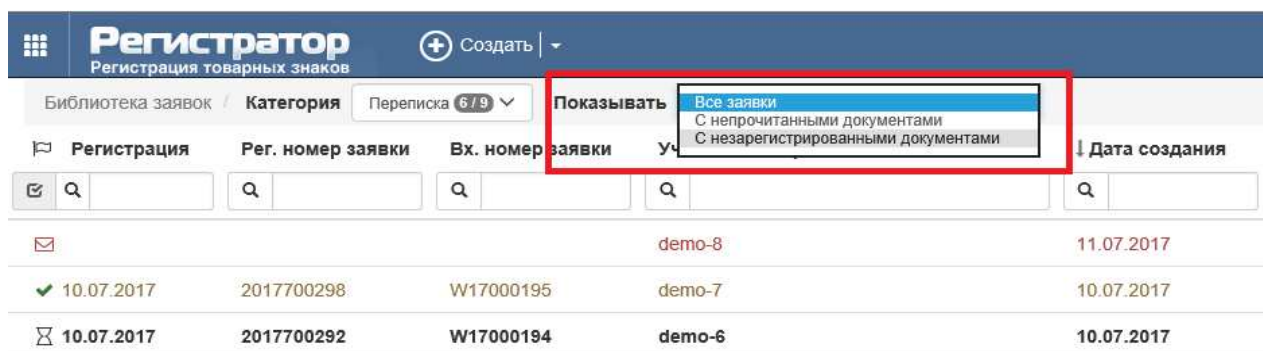 Регистратор
Регистрация товарных знаков
Создать
Библиотека заявок / Категория Переписка 6 / 9 Показывать Все заявки
С непрочитанными документами
С незарегистрированными документами
Регистрация Рег. номер заявки Вх. номер заявки Дата создания
demo-8 11.07.2017
10.07.2017 2017700298 W17000195 demo-7 10.07.2017
10.07.2017 2017700292 W17000194 demo-6 10.07.2017